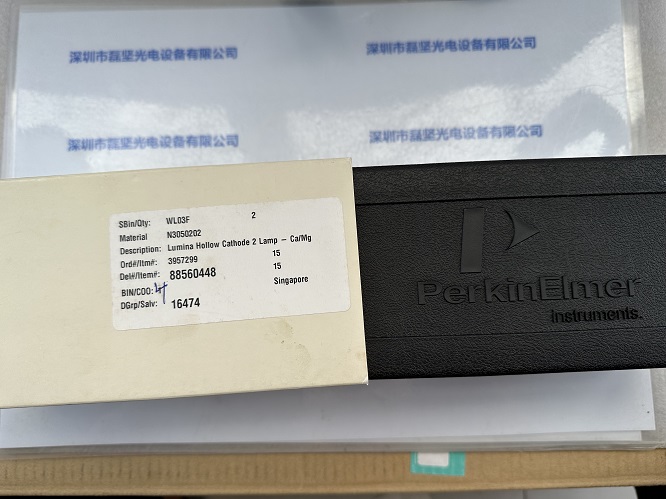 深圳市磊坚光电设备有限公司
深圳市磊坚光电设备有限公司
深圳市磊坚光电设备有限公司
深圳市磊坚光电设备有限公司
SBin/Qty: WL03F 2
Material N3050202
Description: Lumina Hollow Cathode 2 Lamp – Ca/Mg
Ord#/Itm#: 3957299 15
Del#/Item#: 88560448 15
BIN/COO: Singapore
DGrp/Salv: 16474
PerkinElmer
instruments.